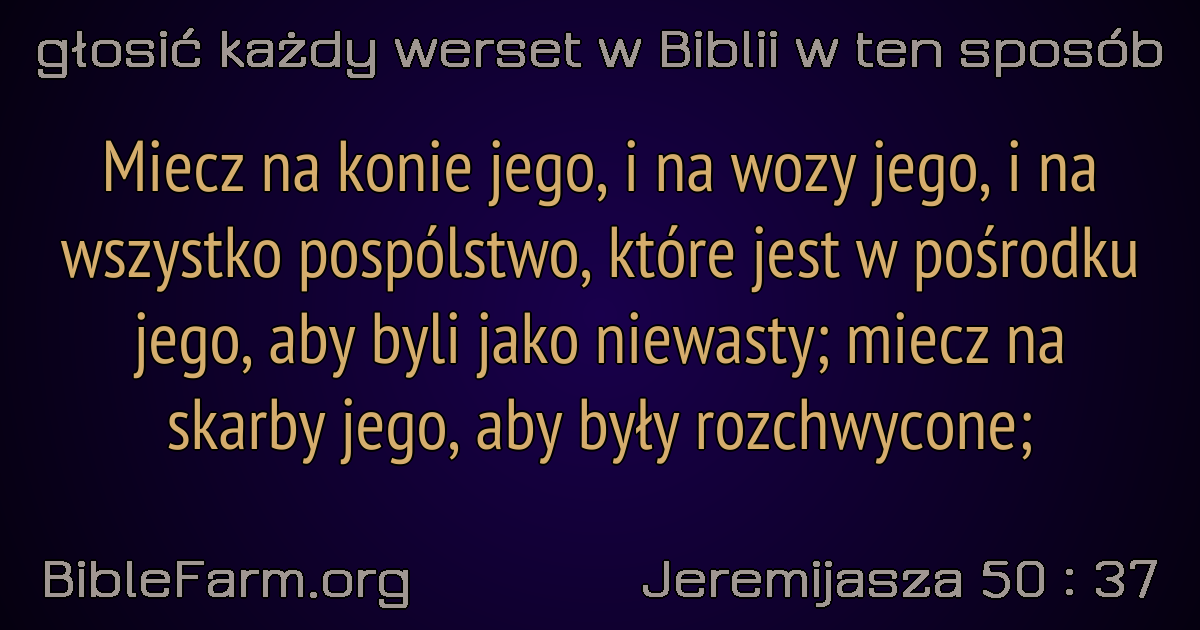 głosić każdy werset w Biblii w ten sposób
Miecz na konie jego, i na wozy jego, i na
wszystko pospólstwo, które jest w pośrodku
jego, aby byli jako niewasty; miecz na
skarby jego, aby były rozchwycone;
BibleFarm.org
Jeremijasza 50 : 37